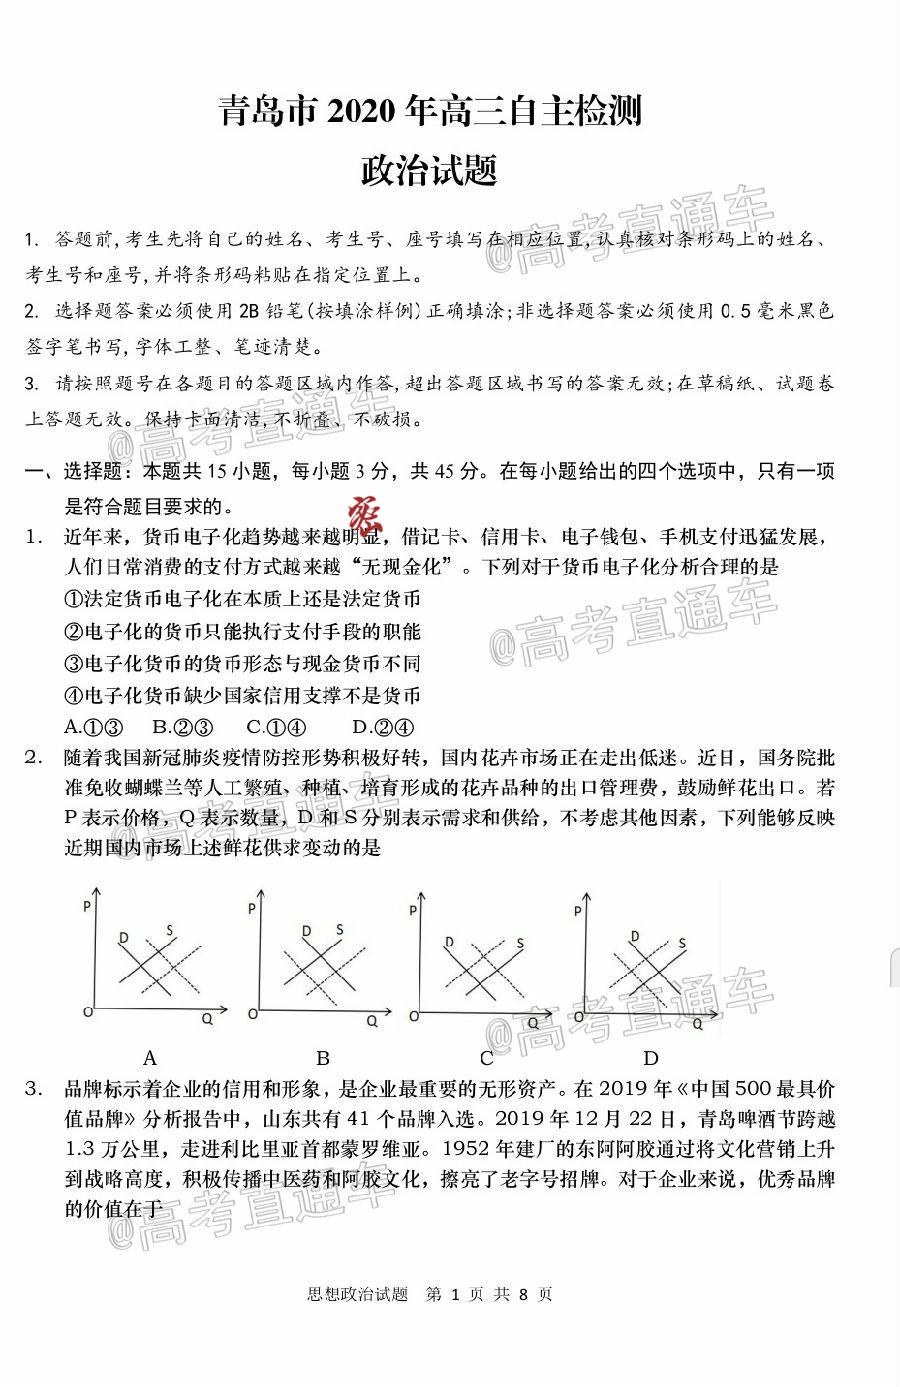 青岛市 2020 年高三自主检测
政治试题
1. 答题前,考生先将自己的姓名、考生号、座号填写在相应位置,认真核对条形码上的姓名、
考生号和座号,并将条形码粘贴在指定位置上。
2. 选择题答案必须使用 2B 铅笔(按填涂样例)正确填涂;非选择题答案必须使用 0.5 毫米黑色
签字笔书写,字体工整、笔迹清楚。
3. 请按照题号在各题目的答题区域内作答,超出答题区域书写的答案无效;在草稿纸、试题卷
上答题无效。保持卡面清洁,不折叠、不破损。
一、选择题：本题共 15 小题，每小题 3 分，共 45 分。在每小题给出的四个选项中，只有一项
是符合题目要求的。
密
1. 近年来，货币电子化趋势越来越明显，借记卡、信用卡、电子钱包、手机支付迅猛发展，
人们日常消费的支付方式越来越“无现金化”。下列对于货币电子化分析合理的是
①法定货币电子化在本质上还是法定货币
②电子化的货币只能执行支付手段的职能
③电子化货币的货币形态与现金货币不同
④电子化货币缺少国家信用支撑不是货币
A.①③ B.②③ C.①④ D.②④
2. 随着我国新冠肺炎疫情防控形势积极好转，国内花卉市场正在走出低迷。近日，国务院批
准免收蝴蝶兰等人工繁殖、种植、培育形成的花卉品种的出口管理费，鼓励鲜花出口。若
P 表示价格，Q 表示数量，D 和 S 分别表示需求和供给，不考虑其他因素，下列能够反映
近期国内市场上述鲜花供求变动的是
P D S O Q
P D S O Q
P D S O Q
P D S O Q
A B C D
3. 品牌标示着企业的信用和形象，是企业最重要的无形资产。在 2019 年《中国 500 最具价
值品牌》分析报告中，山东共有 41 个品牌入选。2019 年 12 月 22 日，青岛啤酒节跨越
1.3 万公里，走进利比里亚首都蒙罗维亚。1952 年建厂的东阿阿胶通过将文化营销上升
到战略高度，积极传播中医药和阿胶文化，擦亮了老字号招牌。对于企业来说，优秀品牌
的价值在于
思想政治试题 第 1 页 共 8 页
@高考直通车
@高考直通车
@高考直通车
@高考直通车
@高考直通车
@高考直通车